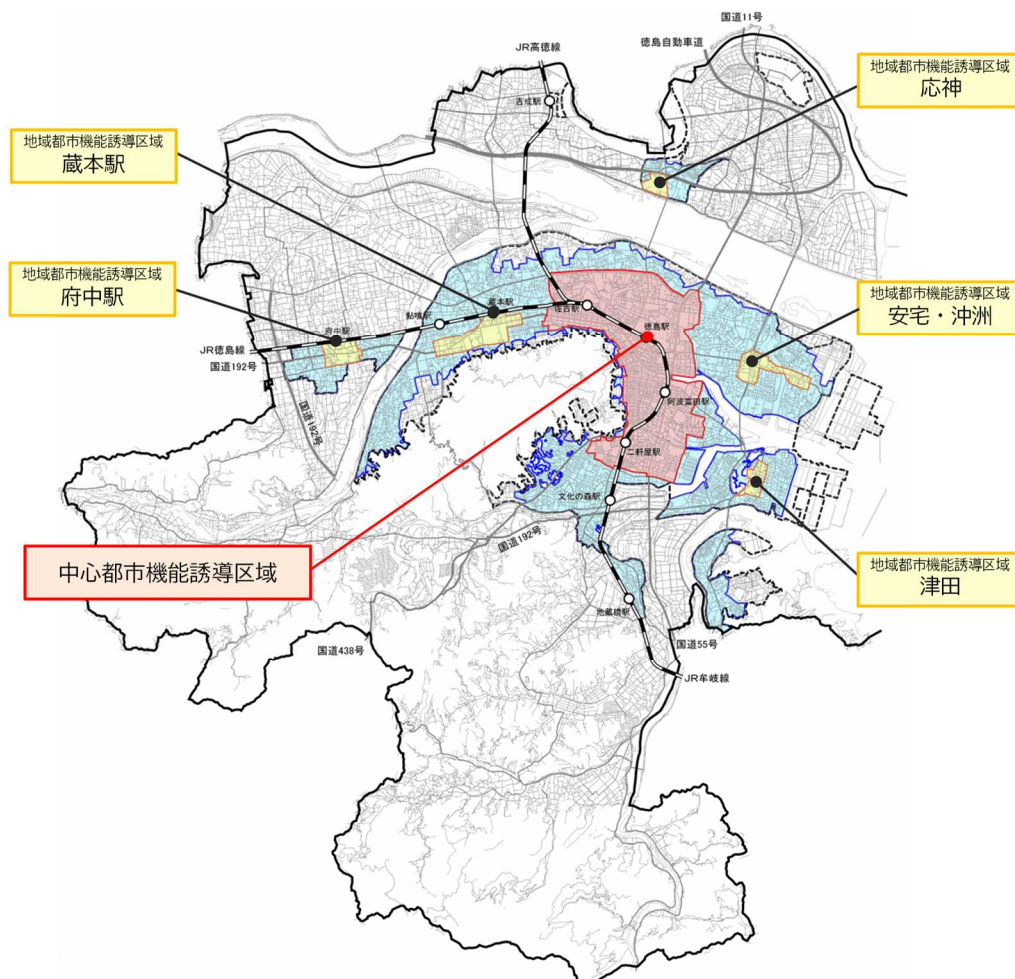 国道11号
徳島自動車道
JR高徳線
吉成駅
地域都市機能誘導区域
応神
地域都市機能誘導区域
蔵本駅
地域都市機能誘導区域
府中駅
地域都市機能誘導区域
安宅・沖洲
蔵本駅
佐古駅
鮎喰駅
府中駅
徳島駅
JR徳島線
国道192号
国道192号
阿波富田駅
二軒屋駅
文化の森駅
国道192号
中心都市機能誘導区域
地域都市機能誘導区域
津田
地蔵橋駅
国道55号
国道438号
JR牟岐線